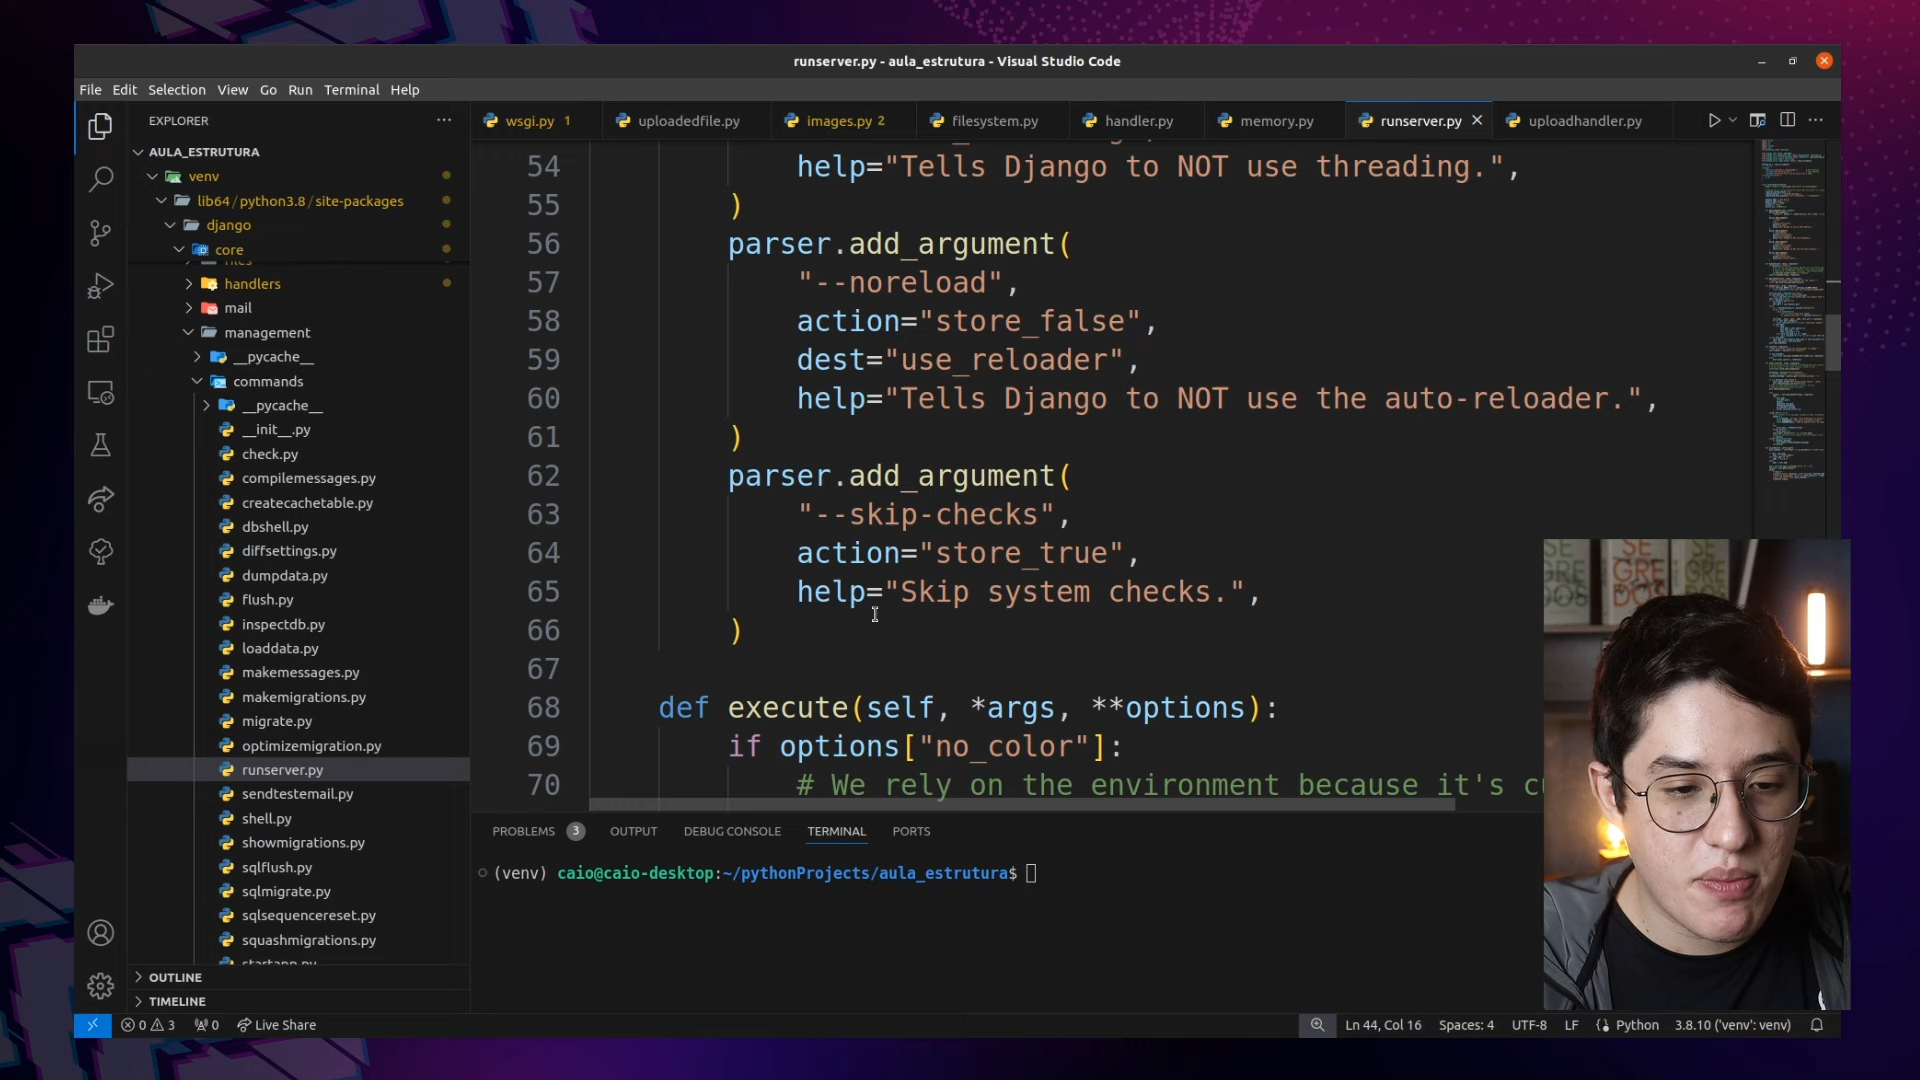 runserver.py - aula_estrutura - Visual Studio Code
File Edit Selection View Go Run Terminal Help
EXPLORER
AULA_ESTRUTURA
venv
lib64/python3.8/site-packages
django
core
files
handlers
mail
management
__pycache__
commands
__pycache__
__init__.py
check.py
compilemessages.py
createcachetable.py
dbshell.py
diffsettings.py
dumpdata.py
flush.py
inspectdb.py
loaddata.py
makemessages.py
makemigrations.py
migrate.py
optimizemigration.py
runserver.py
sendtestemail.py
shell.py
showmigrations.py
sqlflush.py
sqlmigrate.py
sqlsequencereset.py
squashmigrations.py
startapp.py
OUTLINE
TIMELINE
wsgi.py 1 uploadedfile.py images.py 2 filesystem.py handler.py memory.py runserver.py uploadhandler.py
54 help="Tells Django to NOT use threading.",
55 )
56 parser.add_argument(
57 "--noreload",
58 action="store_false",
59 dest="use_reloader",
60 help="Tells Django to NOT use the auto-reloader.",
61 )
62 parser.add_argument(
63 "--skip-checks",
64 action="store_true",
65 help="Skip system checks.",
66 )
67
68 def execute(self, *args, **options):
69 if options["no_color"]:
70 # We rely on the environment because it's
PROBLEMS 3 OUTPUT DEBUG CONSOLE TERMINAL PORTS
(venv) caio@caio-desktop:~/pythonProjects/aula_estrutura$
SE GRE DOS SE GRE DOS SE GRE DOS
0 3 0 Live Share Ln 44, Col 16 Spaces: 4 UTF-8 LF Python 3.8.10 ('venv': venv)